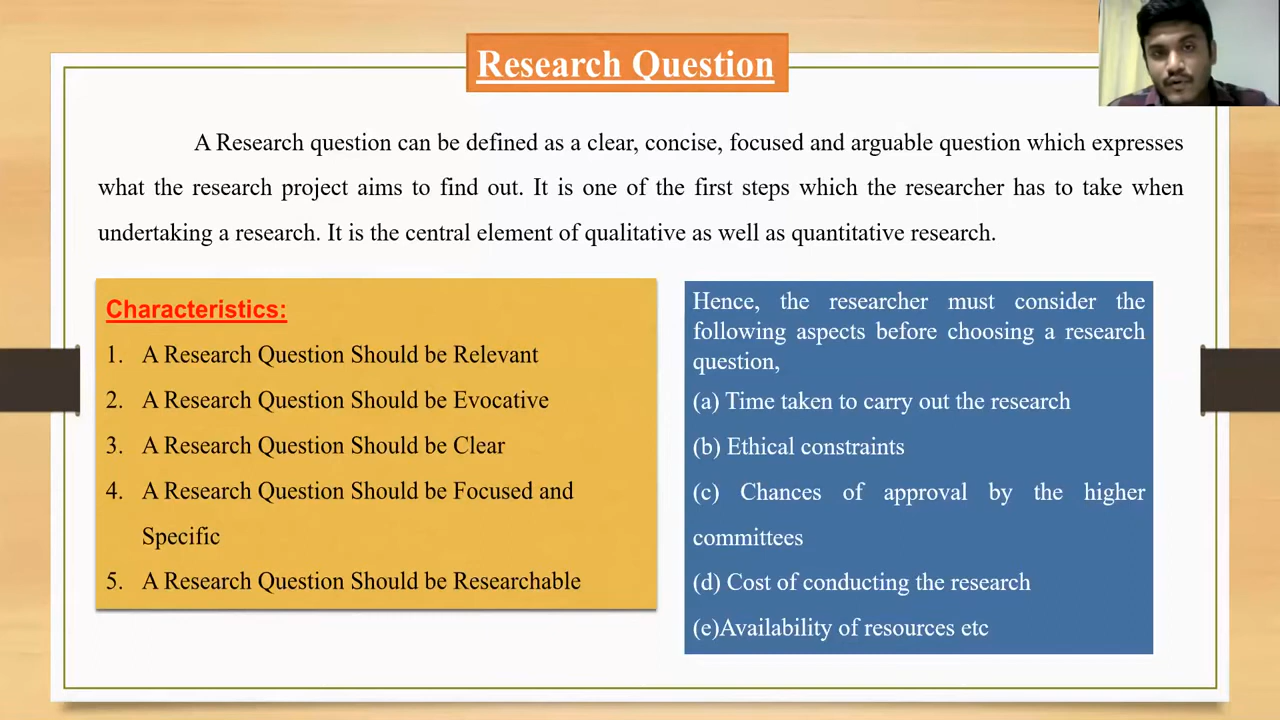 Research Question
A Research question can be defined as a clear, concise, focused and arguable question which expresses
what the research project aims to find out. It is one of the first steps which the researcher has to take when
undertaking a research. It is the central element of qualitative as well as quantitative research.
Characteristics:
1. A Research Question Should be Relevant
2. A Research Question Should be Evocative
3. A Research Question Should be Clear
4. A Research Question Should be Focused and
Specific
5. A Research Question Should be Researchable
Hence, the researcher must consider the
following aspects before choosing a research
question,
(a) Time taken to carry out the research
(b) Ethical constraints
(c) Chances of approval by the higher
committees
(d) Cost of conducting the research
(e)Availability of resources etc